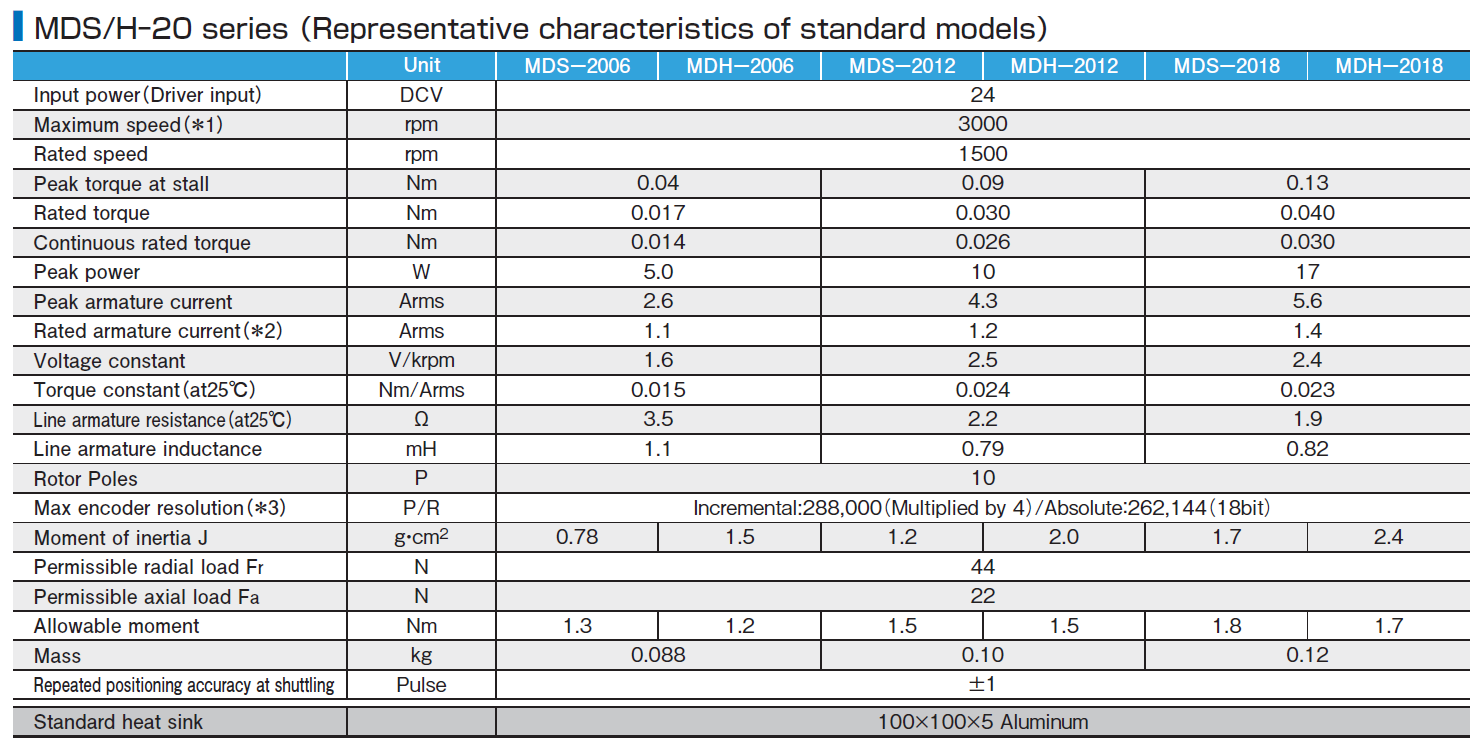 MDS/H-20 series (Representative characteristics of standard models)
Unit MDS-2006 MDH-2006 MDS-2012 MDH-2012 MDS-2018 MDH-2018
Input power(Driver input) DCV 24
Maximum speed(*1) rpm 3000
Rated speed rpm 1500
Peak torque at stall Nm 0.04 0.09 0.13
Rated torque Nm 0.017 0.030 0.040
Continuous rated torque Nm 0.014 0.026 0.030
Peak power W 5.0 10 17
Peak armature current Arms 2.6 4.3 5.6
Rated armature current(*2) Arms 1.1 1.2 1.4
Voltage constant V/krpm 1.6 2.5 2.4
Torque constant(at25℃) Nm/Arms 0.015 0.024 0.023
Line armature resistance(at25℃) Ω 3.5 2.2 1.9
Line armature inductance mH 1.1 0.79 0.82
Rotor Poles P 10
Max encoder resolution(*3) P/R Incremental:288,000(Multiplied by 4)/Absolute:262,144(18bit)
Moment of inertia J g·cm² 0.78 1.5 1.2 2.0 1.7 2.4
Permissible radial load Fr N 44
Permissible axial load Fa N 22
Allowable moment Nm 1.3 1.2 1.5 1.5 1.8 1.7
Mass kg 0.088 0.10 0.12
Repeated positioning accuracy at shuttling Pulse ±1
Standard heat sink 100×100×5 Aluminum